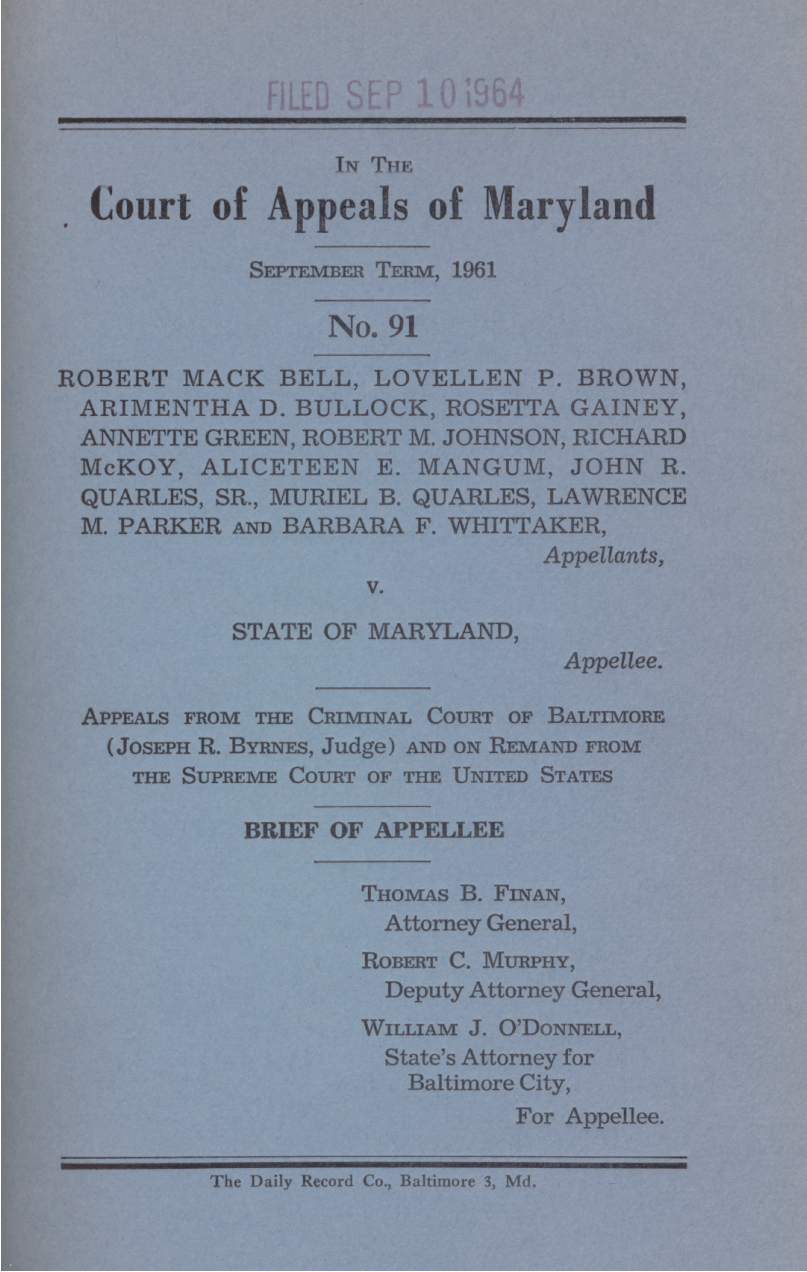 FILED SEP 10 1964
IN THE
Court of Appeals of Maryland
SEPTEMBER TERM, 1961
No. 91
ROBERT MACK BELL, LOVELLEN P. BROWN,
ARIMENTHA D. BULLOCK, ROSETTA GAINEY,
ANNETTE GREEN, ROBERT M. JOHNSON, RICHARD
McKOY, ALICETEEN E. MANGUM, JOHN R.
QUARLES, SR., MURIEL B. QUARLES, LAWRENCE
M. PARKER AND BARBARA F. WHITTAKER,
Appellants,
v.
STATE OF MARYLAND,
Appellee.
APPEALS FROM THE CRIMINAL COURT OF BALTIMORE
(JOSEPH R. BYRNES, Judge) AND ON REMAND FROM
THE SUPREME COURT OF THE UNITED STATES
BRIEF OF APPELLEE
THOMAS B. FINAN,
Attorney General,
ROBERT C. MURPHY,
Deputy Attorney General,
WILLIAM J. O'DONNELL,
State's Attorney for
Baltimore City,
For Appellee.
The Daily Record Co., Baltimore 3, Md.